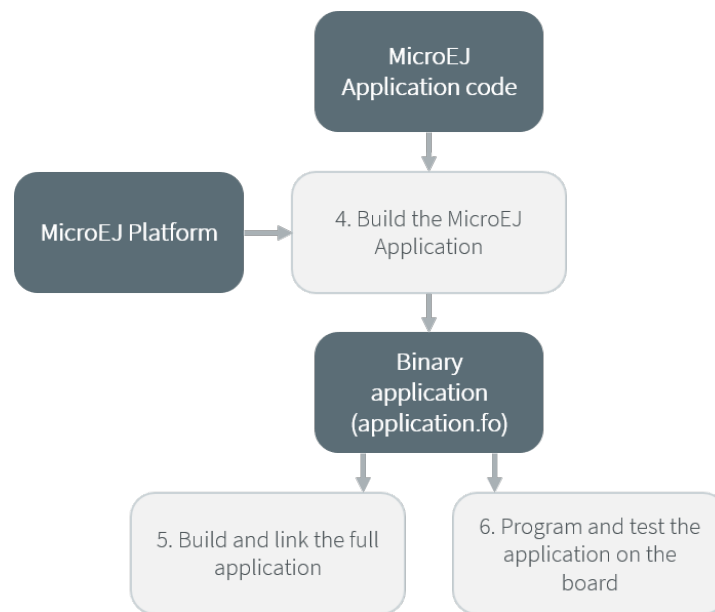 MicroEJ
Application code
MicroEJ Platform
4. Build the MicroEJ
Application
Binary
application
(application.fo)
5. Build and link the full
application
6. Program and test the
application on the
board